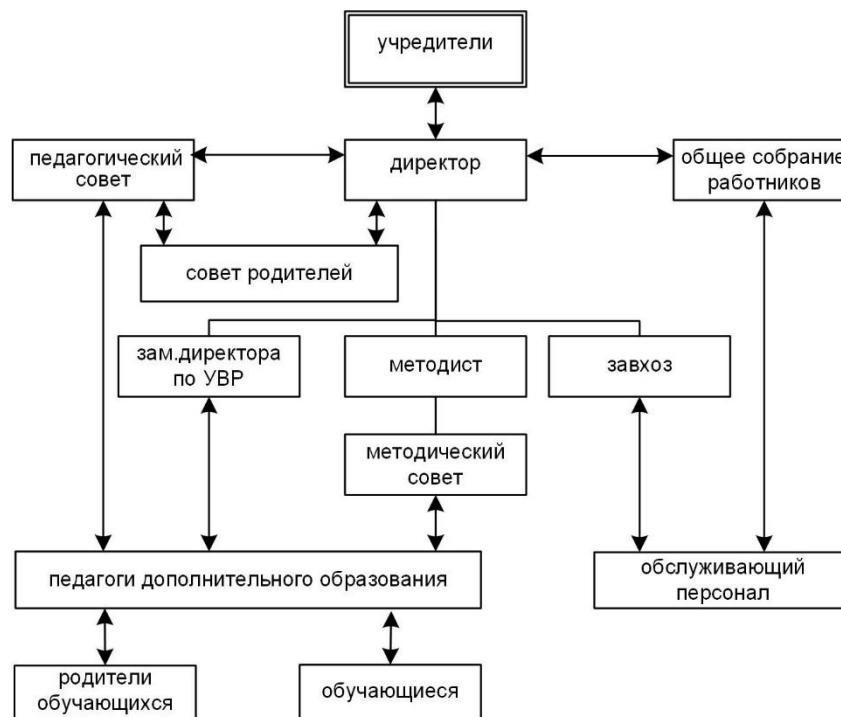 учредители
педагогический
совет
директор
общее собрание
работников
совет родителей
зам.директора
по УВР
методист
завхоз
методический
совет
педагоги дополнительного образования
обслуживающий
персонал
родители
обучающихся
обучающиеся